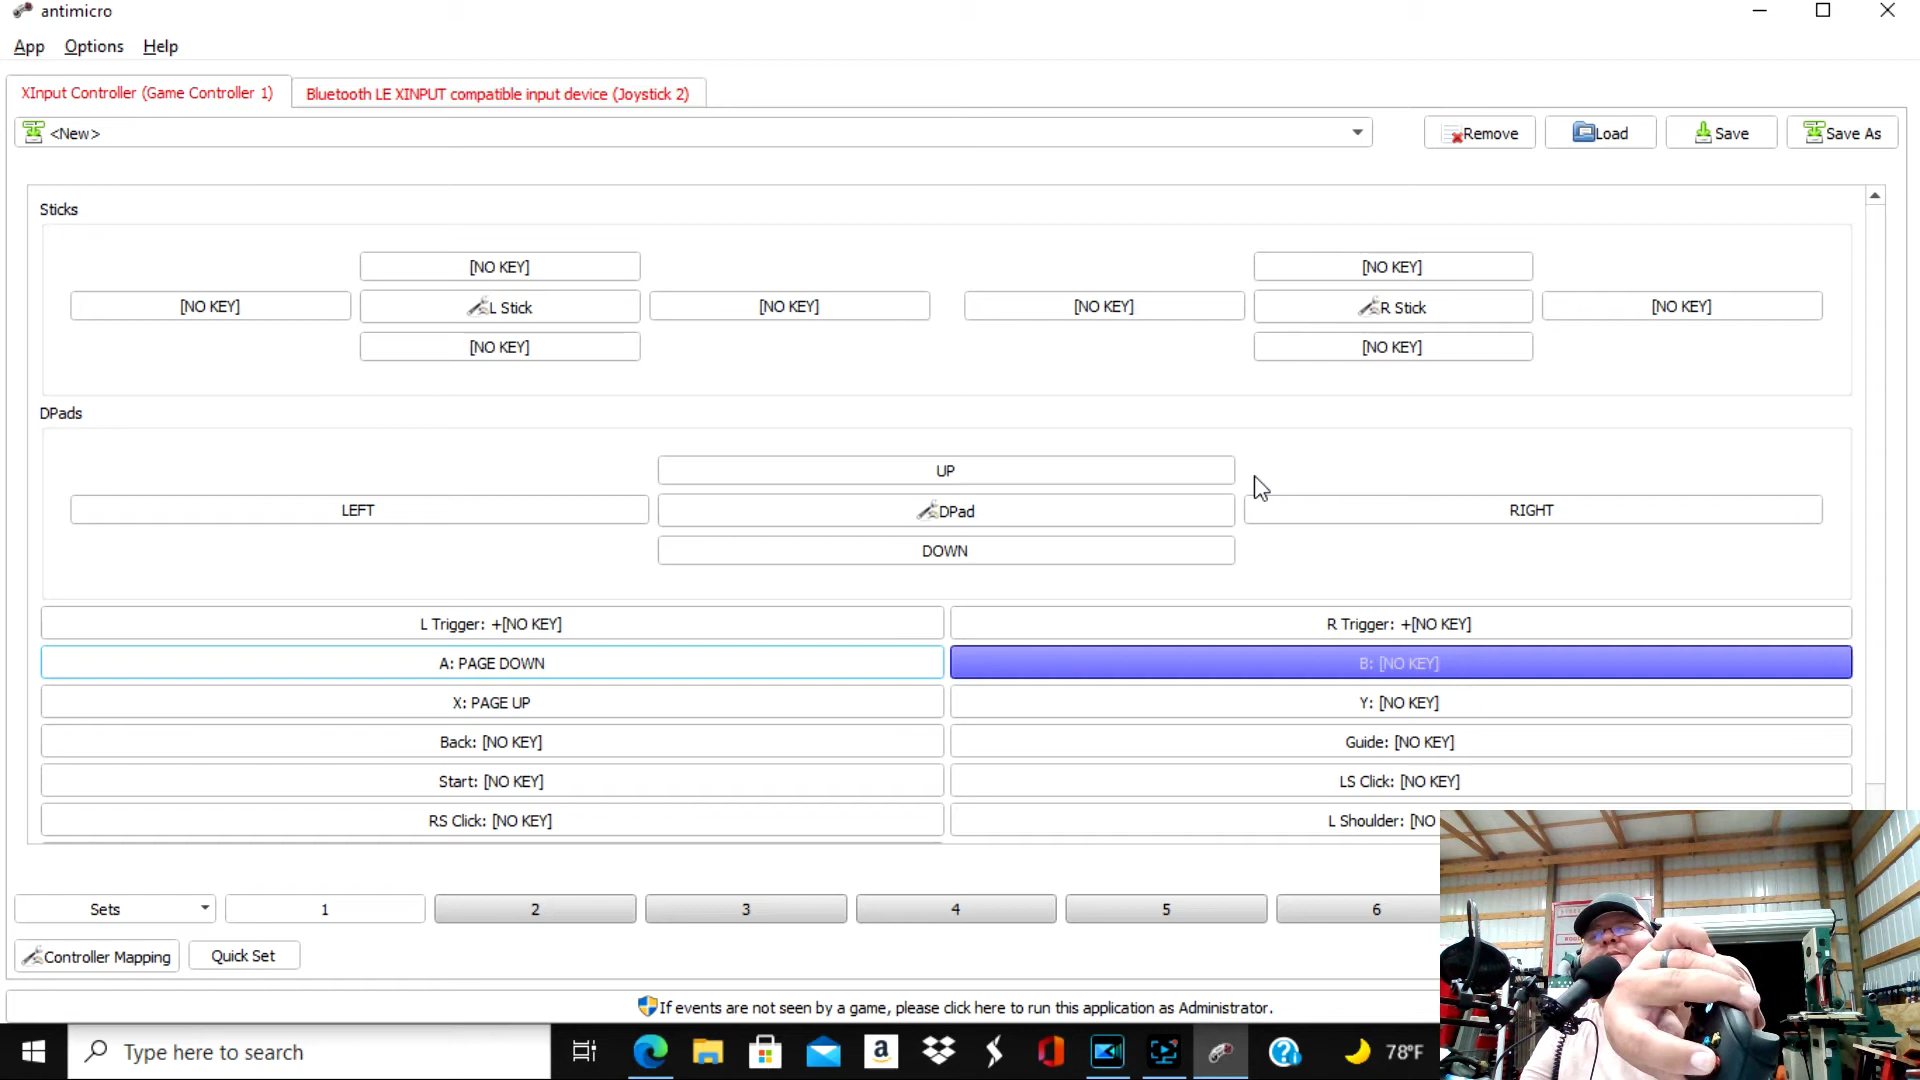 antimicro
App Options Help
XInput Controller (Game Controller 1) Bluetooth LE XINPUT compatible input device (Joystick 2)
<New> Remove Load Save Save As
Sticks
[NO KEY] [NO KEY]
[NO KEY] L Stick [NO KEY] [NO KEY] R Stick [NO KEY]
[NO KEY] [NO KEY]
DPads
UP
LEFT DPad RIGHT
DOWN
L Trigger: +[NO KEY] R Trigger: +[NO KEY]
A: PAGE DOWN B: [NO KEY]
X: PAGE UP Y: [NO KEY]
Back: [NO KEY] Guide: [NO KEY]
Start: [NO KEY] LS Click: [NO KEY]
RS Click: [NO KEY] L Shoulder: [NO
Sets 1 2 3 4 5 6
Controller Mapping Quick Set
If events are not seen by a game, please click here to run this application as Administrator.
Type here to search 78°F